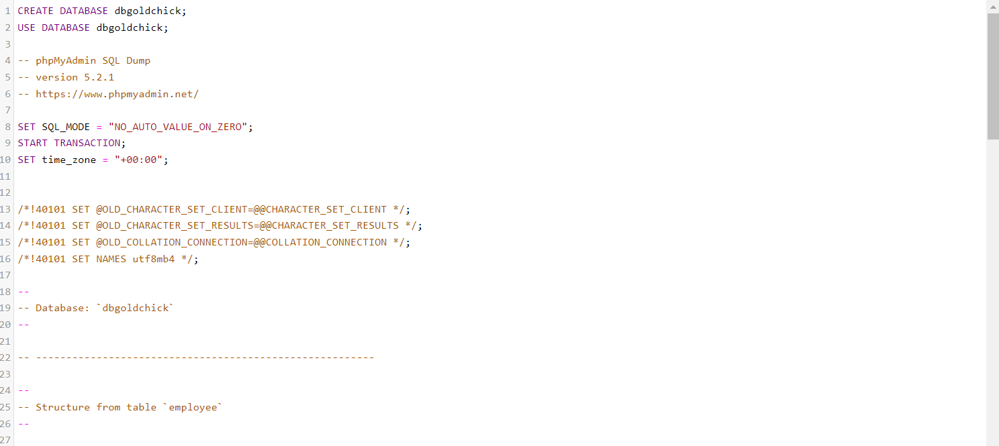 1 CREATE DATABASE dbgoldchick;
2 USE DATABASE dbgoldchick;
3
4 -- phpMyAdmin SQL Dump
5 -- version 5.2.1
6 -- https://www.phpmyadmin.net/
7
8 SET SQL_MODE = "NO_AUTO_VALUE_ON_ZERO";
9 START TRANSACTION;
10 SET time_zone = "+00:00";
11
12
13 /*!40101 SET @OLD_CHARACTER_SET_CLIENT=@@CHARACTER_SET_CLIENT */;
14 /*!40101 SET @OLD_CHARACTER_SET_RESULTS=@@CHARACTER_SET_RESULTS */;
15 /*!40101 SET @OLD_COLLATION_CONNECTION=@@COLLATION_CONNECTION */;
16 /*!40101 SET NAMES utf8mb4 */;
17
18 --
19 -- Database: `dbgoldchick`
20 --
21
22 -- --------------------------------------------------------
23
24 --
25 -- Structure from table `employee`
26 --
27